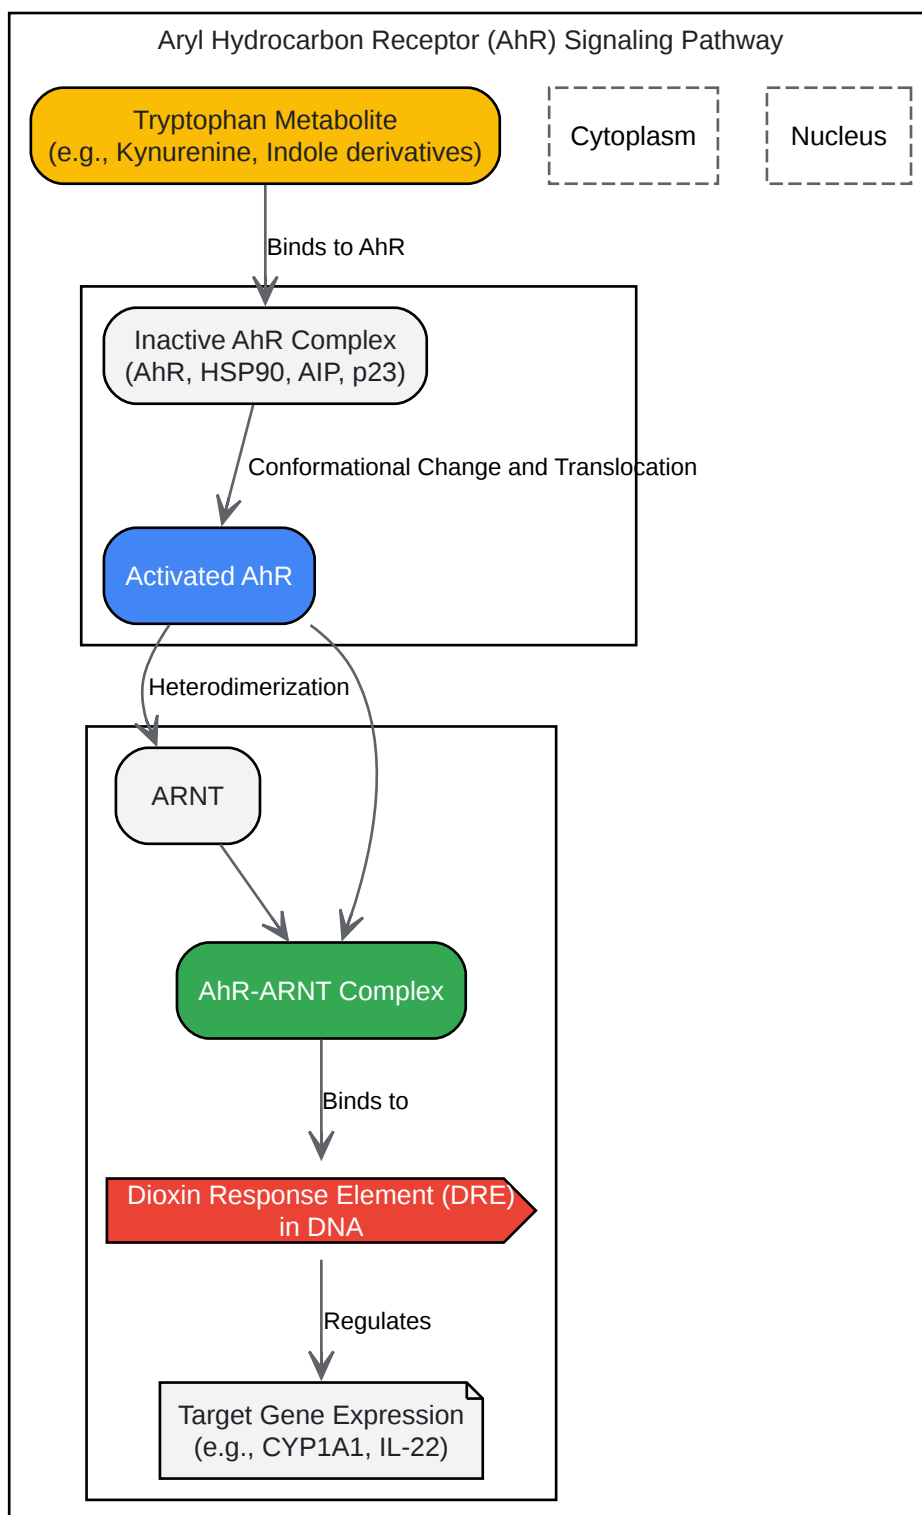 Aryl Hydrocarbon Receptor (AhR) Signaling Pathway
Tryptophan Metabolite
(e.g., Kynurenine, Indole derivatives)
Cytoplasm
Nucleus
Binds to AhR
Inactive AhR Complex
(AhR, HSP90, AIP, p23)
Conformational Change and Translocation
Activated AhR
Heterodimerization
ARNT
AhR-ARNT Complex
Binds to
Dioxin Response Element (DRE)
in DNA
Regulates
Target Gene Expression
(e.g., CYP1A1, IL-22)